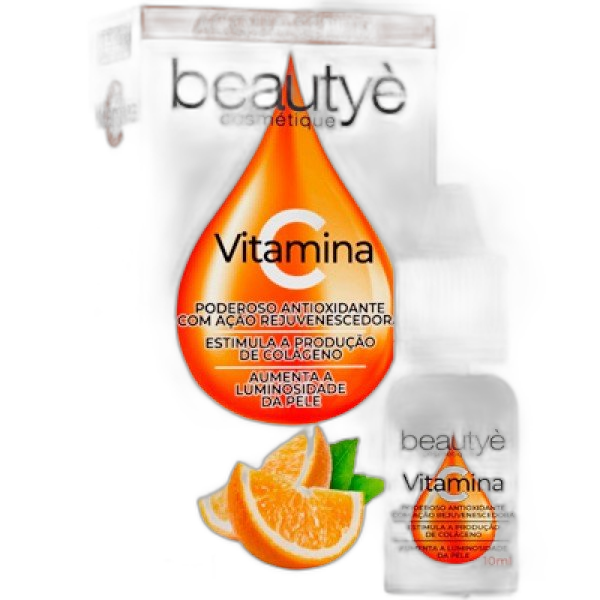 beautyè
cosmétique
C
Vitamina
PODEROSO ANTIOXIDANTE
COM AÇÃO REJUVENESCEDORA
ESTIMULA A PRODUÇÃO
DE COLÁGENO
AUMENTA A
LUMINOSIDADE
DA PELE
beautyè
C
Vitamina
PODEROSO ANTIOXIDANTE
COM AÇÃO REJUVENESCEDORA
ESTIMULA A PRODUÇÃO
DE COLÁGENO
AUMENTA A LUMINOSIDADE
DA PELE
10ml